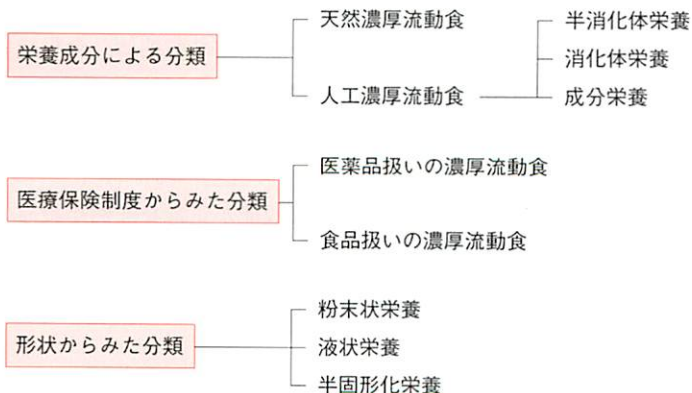 天然濃厚流動食
半消化体栄養
栄養成分による分類
消化体栄養
人工濃厚流動食
成分栄養
医薬品扱いの濃厚流動食
医療保険制度からみた分類
食品扱いの濃厚流動食
粉末状栄養
形状からみた分類
液状栄養
半固形化栄養